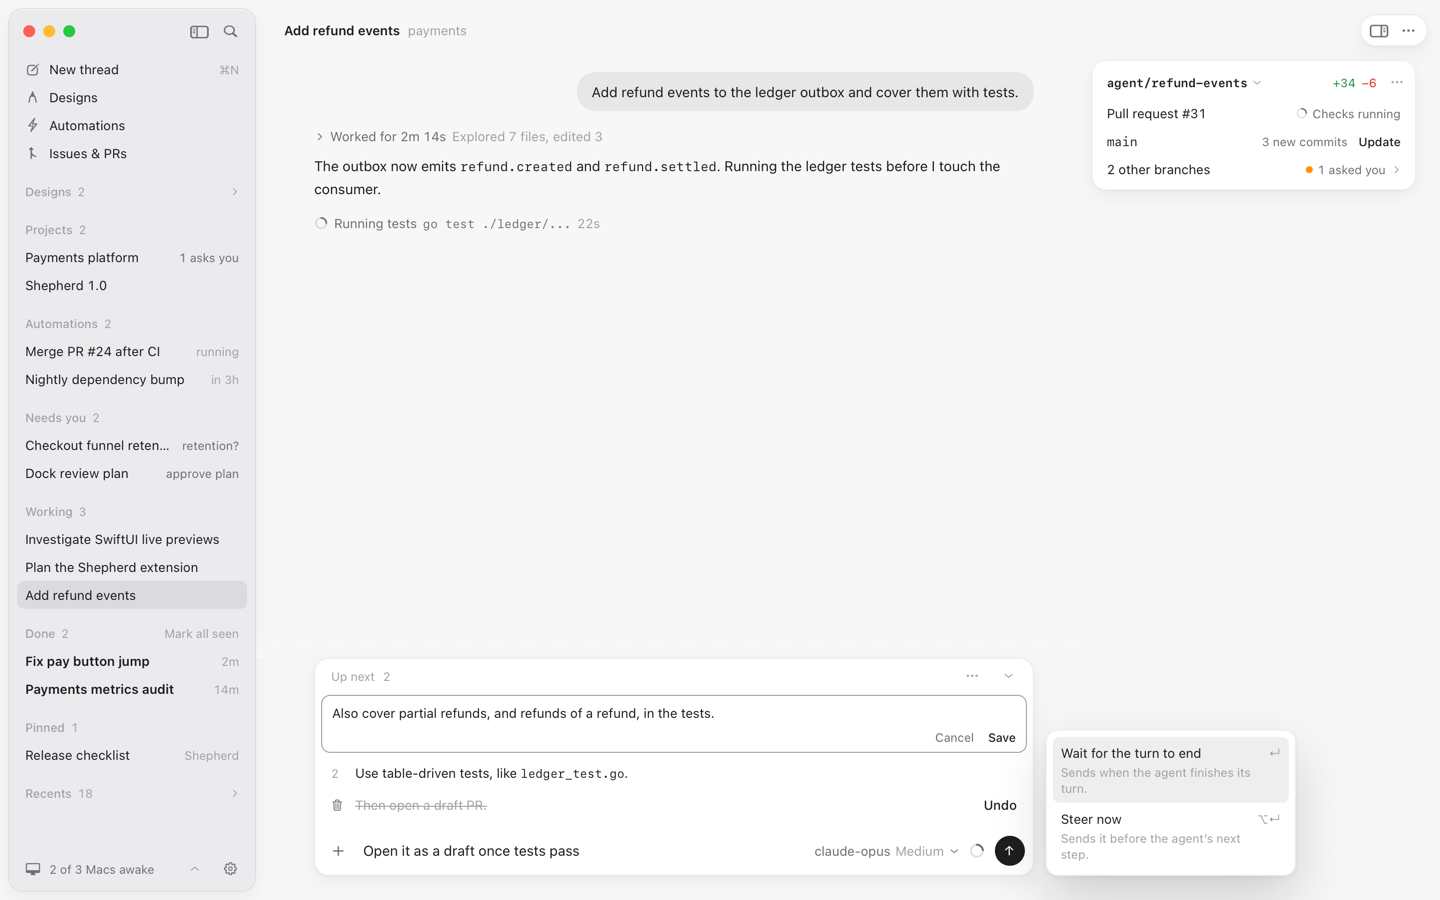 New thread ⌘N
Designs
Automations
Issues & PRs
Designs 2
Projects 2
Payments platform 1 asks you
Shepherd 1.0
Automations 2
Merge PR #24 after CI running
Nightly dependency bump in 3h
Needs you 2
Checkout funnel reten... retention?
Dock review plan approve plan
Working 3
Investigate SwiftUI live previews
Plan the Shepherd extension
Add refund events
Done 2 Mark all seen
Fix pay button jump 2m
Payments metrics audit 14m
Pinned 1
Release checklist Shepherd
Recents 18
2 of 3 Macs awake
Add refund events payments
Add refund events to the ledger outbox and cover them with tests.
Worked for 2m 14s Explored 7 files, edited 3
The outbox now emits refund.created and refund.settled. Running the ledger tests before I touch the
consumer.
Running tests go test ./ledger/... 22s
Up next 2
Also cover partial refunds, and refunds of a refund, in the tests.
Cancel Save
2 Use table-driven tests, like ledger_test.go.
Then open a draft PR. Undo
Open it as a draft once tests pass claude-opus Medium
agent/refund-events +34 −6
Pull request #31 Checks running
main 3 new commits Update
2 other branches 1 asked you
Wait for the turn to end ↵
Sends when the agent finishes its
turn.
Steer now ⌥↵
Sends it before the agent's next
step.